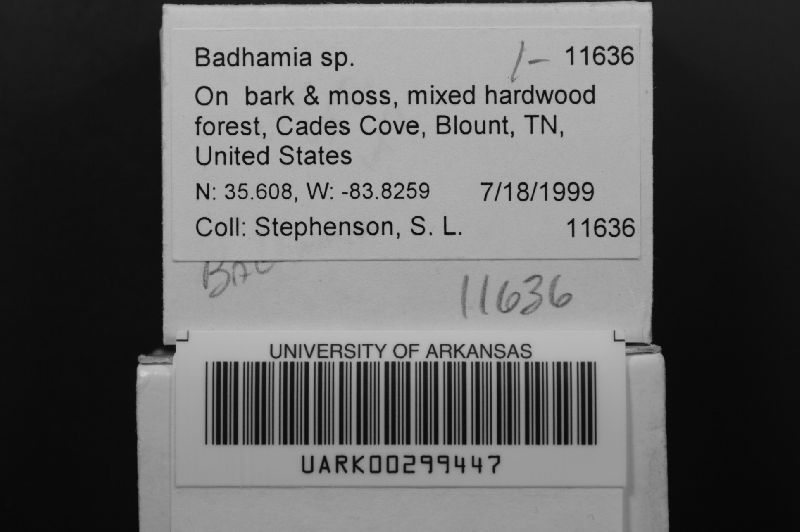 Badhamia sp. /- 11636
On bark & moss, mixed hardwood
forest, Cades Cove, Blount, TN,
United States
N: 35.608, W: -83.8259 7/18/1999
Coll: Stephenson, S. L. 11636
11636
UNIVERSITY OF ARKANSAS
UARK00299447